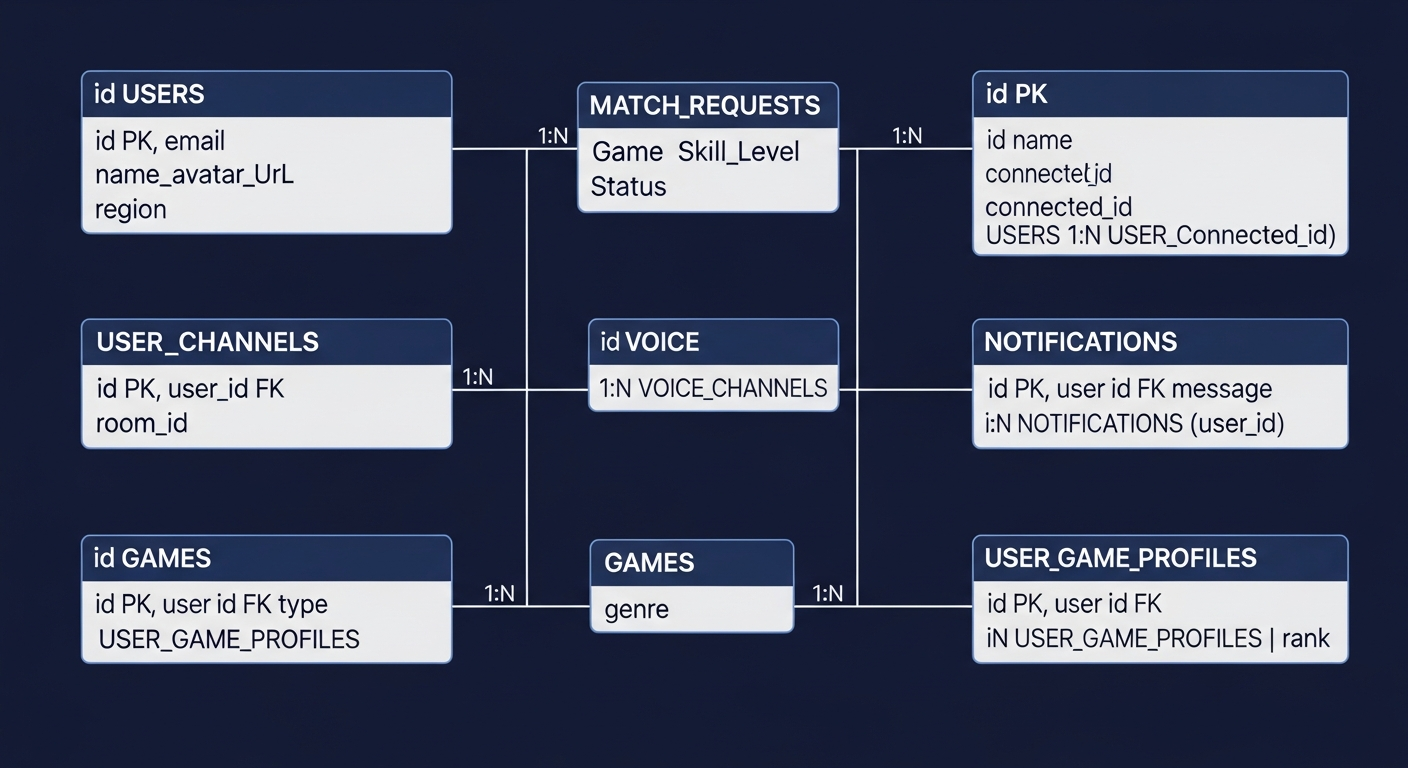 id USERS
id PK, email
name_avatar_UrL
region
1:N
MATCH_REQUESTS
Game Skill_Level
Status
1:N
id PK
id name
connected_id
USERS 1:N USER_Connected_id)
USER_CHANNELS
id PK, user_id FK
room_id
1:N
id VOICE
1:N VOICE_CHANNELS
NOTIFICATIONS
id PK, user id FK message
i:N NOTIFICATIONS (user_id)
id GAMES
id PK, user id FK type
USER_GAME_PROFILES
1:N
GAMES
genre
1:N
USER_GAME_PROFILES
id PK, user id FK
iN USER_GAME_PROFILES | rank